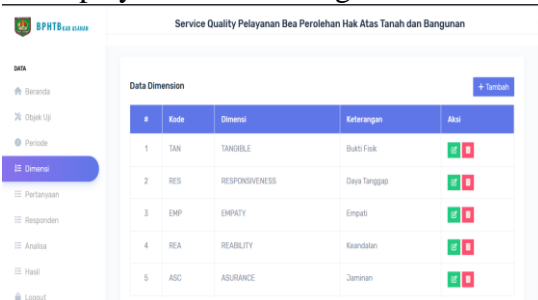 BPHTB KAB ASAHAN
Service Quality Pelayanan Bea Perolehan Hak Atas Tanah dan Bangunan
DATA
Beranda
Objek Uji
Periode
Dimensi
Pertanyaan
Responden
Analisa
Hasil
Logout
Data Dimension
+ Tambah
# Kode Dimensi Keterangan Aksi
1 TAN TANGIBLE Bukti Fisik
2 RES RESPONSIVENESS Daya Tanggap
3 EMP EMPATY Empati
4 REA REABILITY Keandalan
5 ASC ASURANCE Jaminan